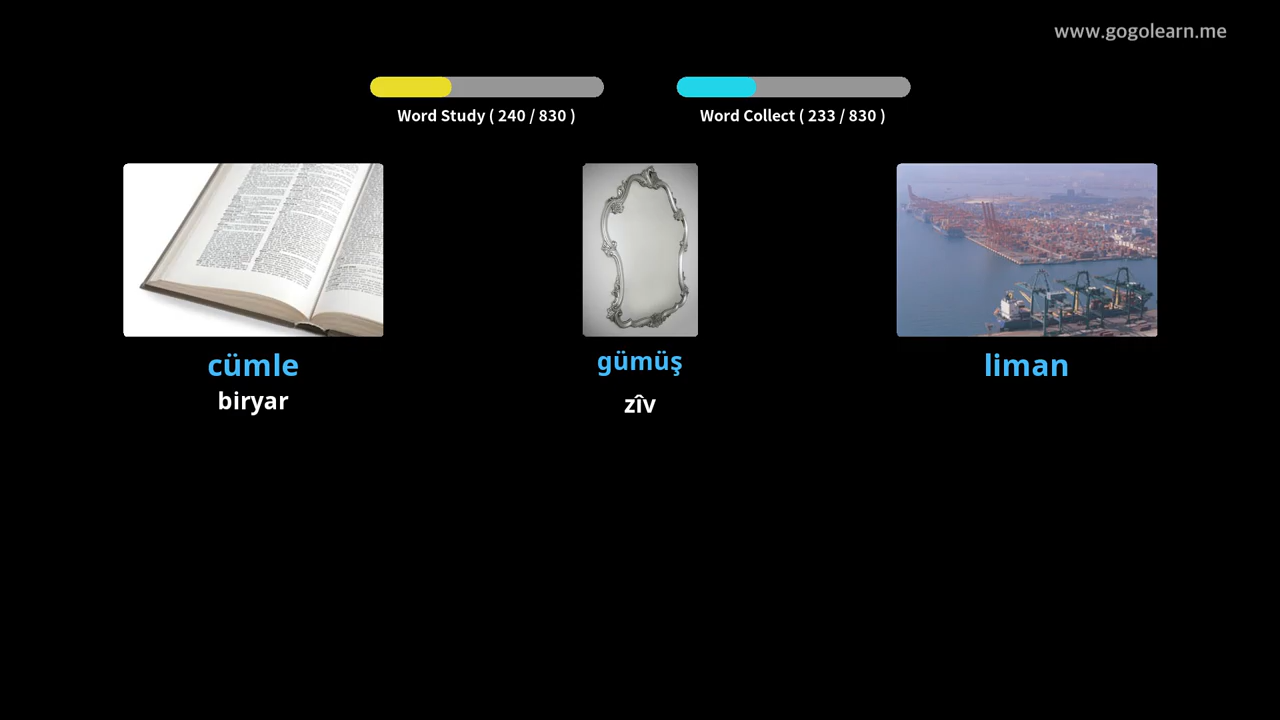 www.gogolearn.me
Word Study ( 240 / 830 )
Word Collect ( 233 / 830 )
cümle
biryar
gümüş
zîv
liman